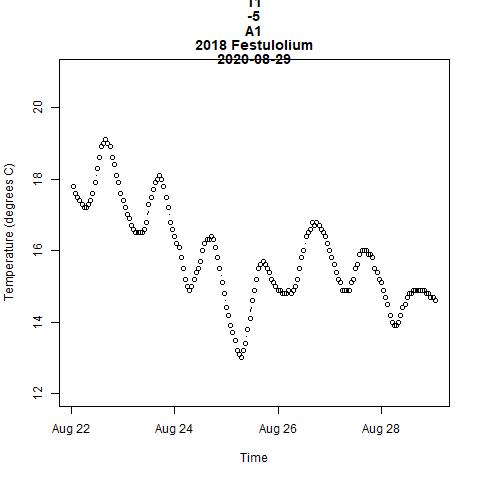 T1
-5
A1
2018 Festulolium
2020-08-29
Temperature (degrees C)
20
18
16
14
12
Aug 22
Aug 24
Aug 26
Aug 28
Time